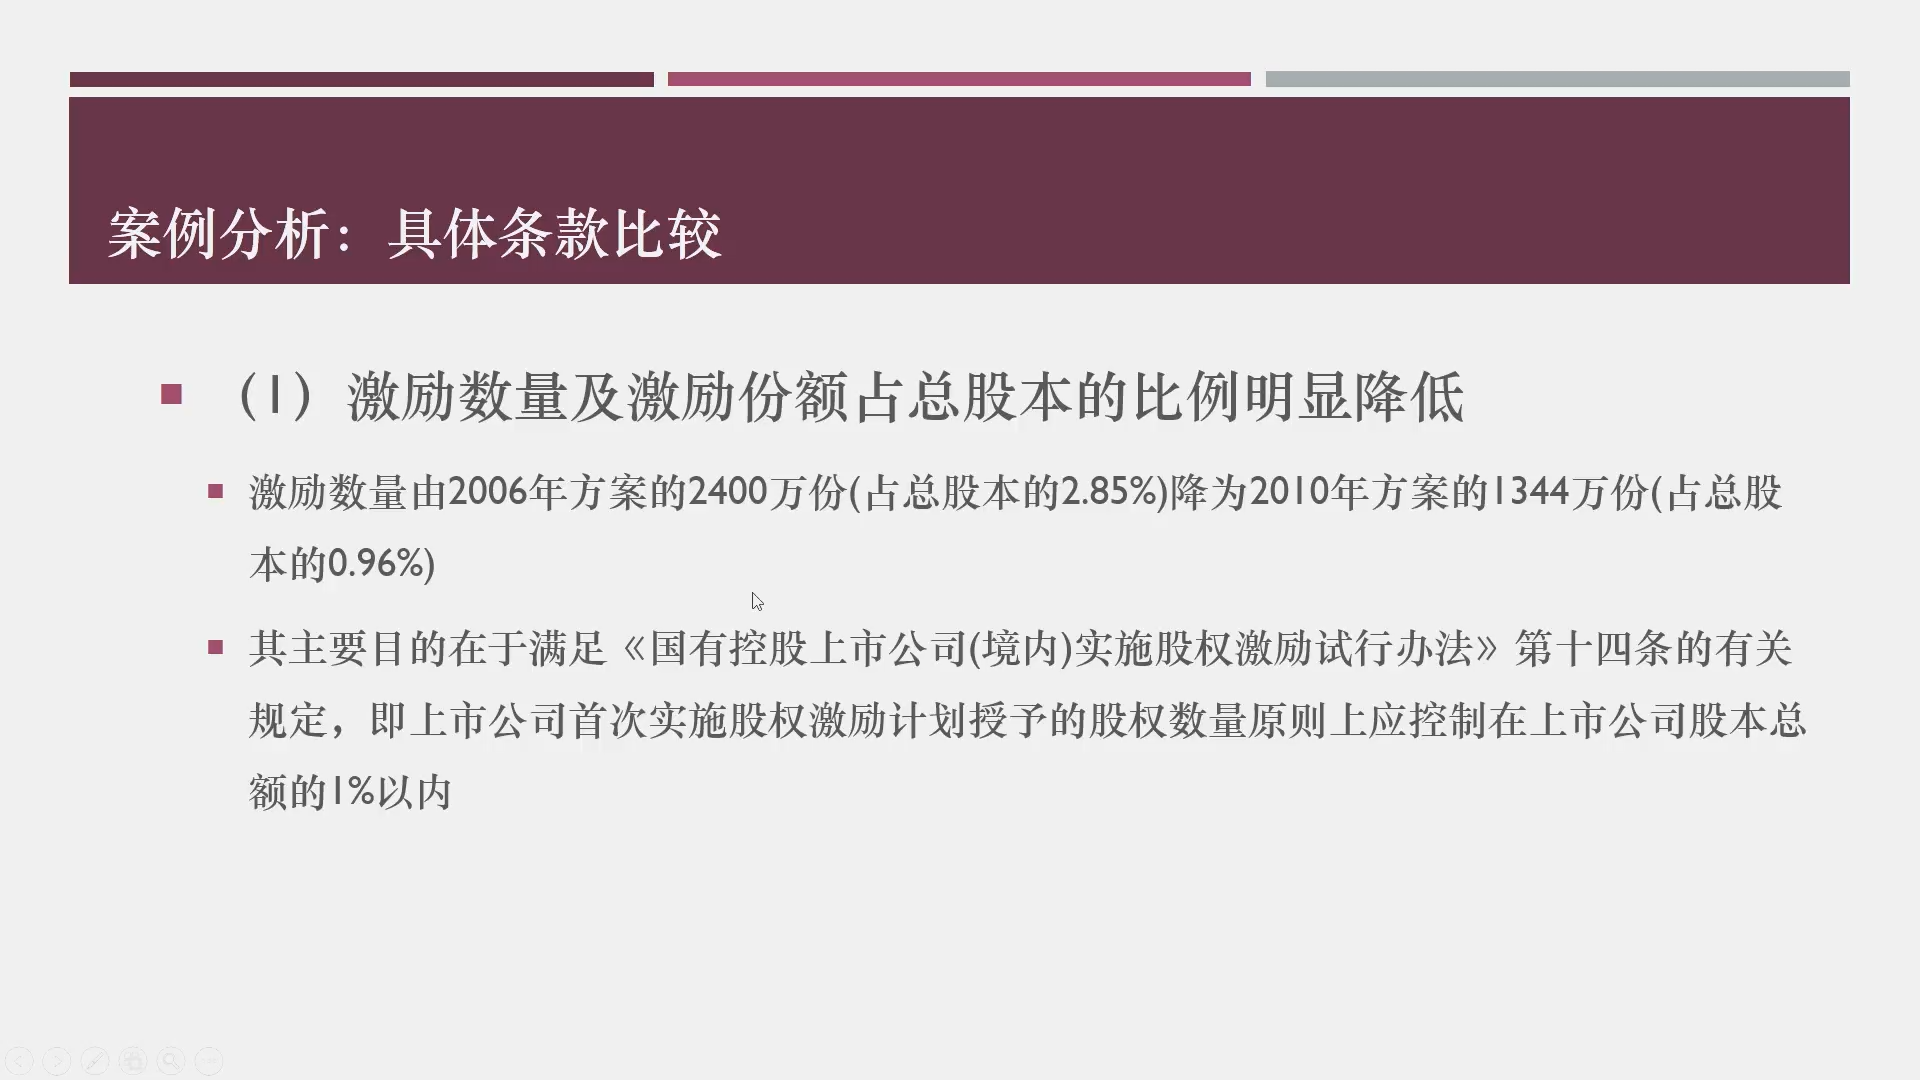 案例分析：具体条款比较
（1）激励数量及激励份额占总股本的比例明显降低
激励数量由2006年方案的2400万份(占总股本的2.85%)降为2010年方案的1344万份(占总股
本的0.96%)
其主要目的在于满足《国有控股上市公司(境内)实施股权激励试行办法》第十四条的有关
规定，即上市公司首次实施股权激励计划授予的股权数量原则上应控制在上市公司股本总
额的1%以内